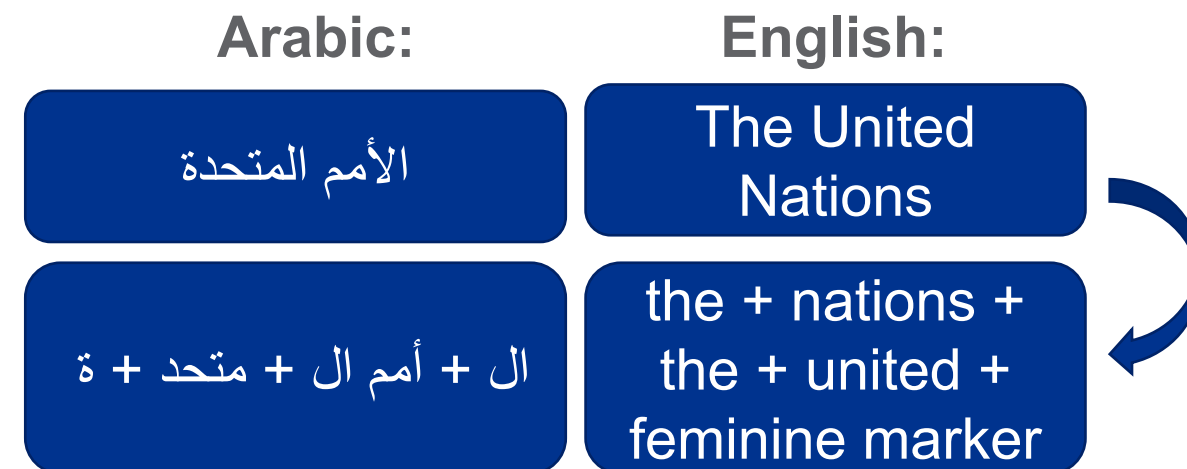 Arabic:
English:
الأمم المتحدة
The United
Nations
ال + أمم ال + متحد + ة
the + nations +
the + united +
feminine marker